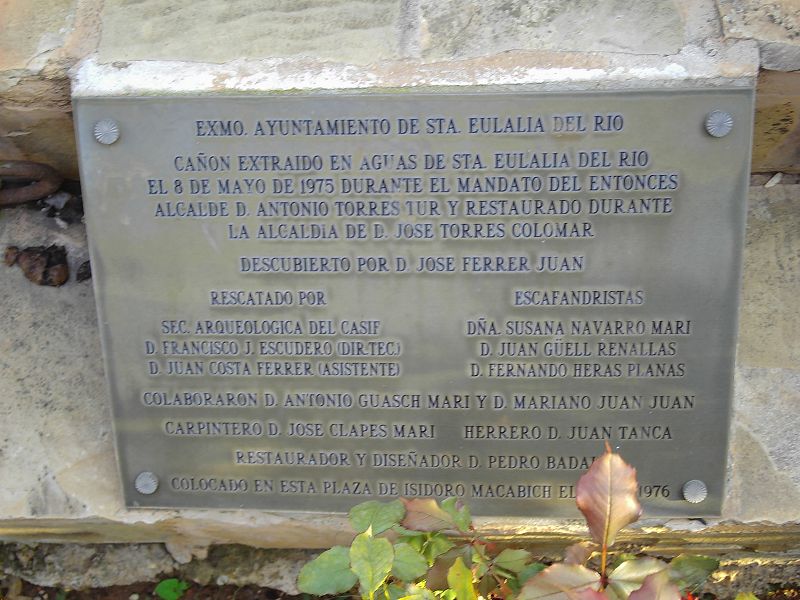 EXMO. AYUNTAMIENTO DE STA. EULALIA DEL RIO
CAÑON EXTRAIDO EN AGUAS DE STA. EULALIA DEL RIO
EL 8 DE MAYO DE 1975 DURANTE EL MANDATO DEL ENTONCES
ALCALDE D. ANTONIO TORRES TUR Y RESTAURADO DURANTE
LA ALCALDIA DE D. JOSE TORRES COLOMAR
DESCUBIERTO POR D. JOSE FERRER JUAN
RESCATADO POR
SEC. ARQUEOLOGICA DEL CASIF
D. FRANCISCO J. ESCUDERO (DIR.TEC.)
D. JUAN COSTA FERRER (ASISTENTE)
ESCAFANDRISTAS
DÑA. SUSANA NAVARRO MARI
D. JUAN GÜELL RENALLAS
D. FERNANDO HERAS PLANAS
COLABORARON D. ANTONIO GUASCH MARI Y D. MARIANO JUAN JUAN
CARPINTERO D. JOSE CLAPES MARI HERRERO D. JUAN TANCA
RESTAURADOR Y DISEÑADOR D. PEDRO
COLOCADO EN ESTA PLAZA DE ISIDORO MACABICH EL 1976